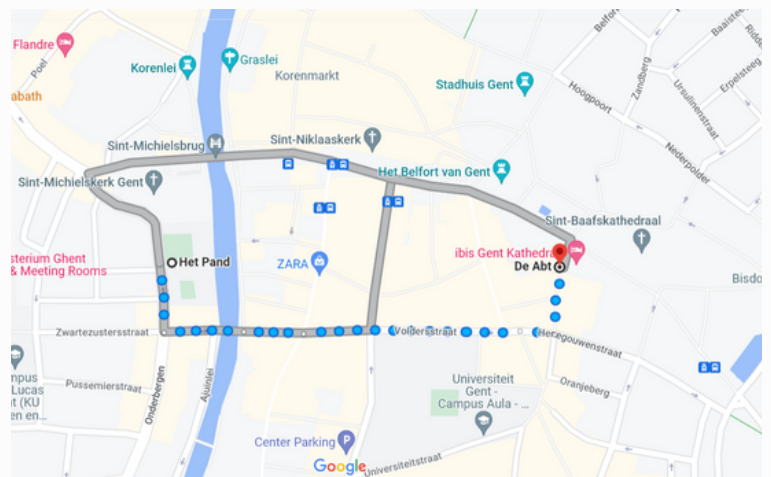 Flandre
Poel
abath
Korenlei
Graslei
Korenmarkt
Stadhuis Gent
Belfort
Zandberg
Baaisteeg
Ridde
Ursulinenstraat
Erpelsteeg
Hoogpoort
Nederpolder
Sint-Michielsbrug
Sint-Niklaaskerk
Sint-Michielskerk Gent
Het Belfort van Gent
Sint-Baafskathedraal
ibis Gent Kathedra
De Abt
Het Pand
ZARA
sterium Ghent
& Meeting Rooms
Bisdo
Zwartezustersstraat
Voldersstraat
Henegouwenstraat
Oranjeberg
Pussemierstraat
Onderbergen
Ajuinlei
mpus
Lucas
t (KU
en en...
Universiteit
Gent -
Campus Aula - ...
Center Parking
Google
Universiteitstraat